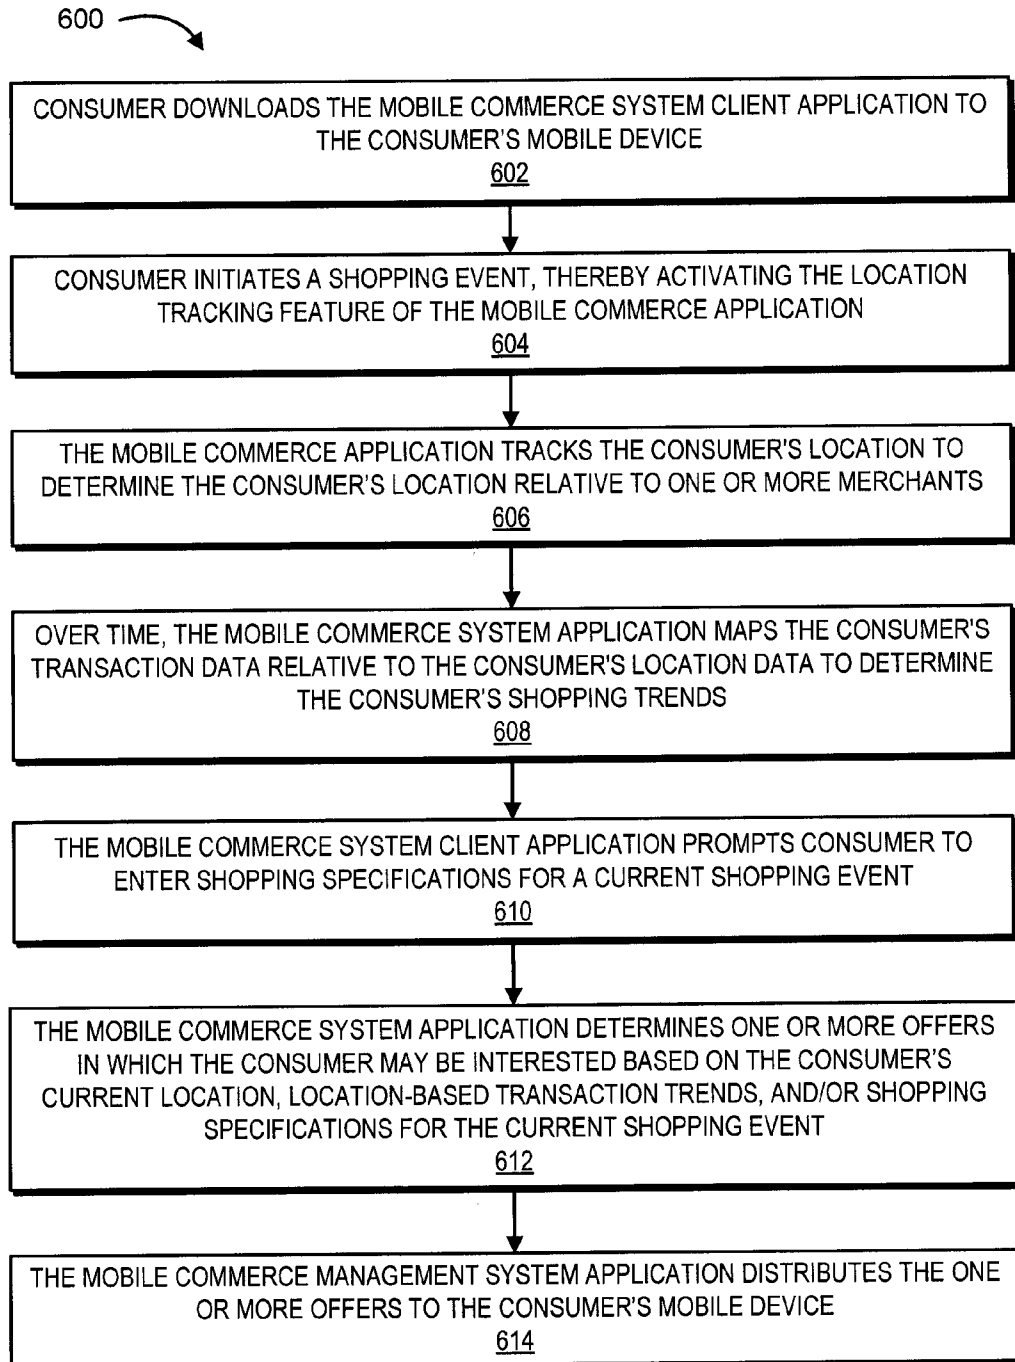 600
CONSUMER DOWNLOADS THE MOBILE COMMERCE SYSTEM CLIENT APPLICATION TO
THE CONSUMER'S MOBILE DEVICE
602
CONSUMER INITIATES A SHOPPING EVENT, THEREBY ACTIVATING THE LOCATION
TRACKING FEATURE OF THE MOBILE COMMERCE APPLICATION
604
THE MOBILE COMMERCE APPLICATION TRACKS THE CONSUMER'S LOCATION TO
DETERMINE THE CONSUMER'S LOCATION RELATIVE TO ONE OR MORE MERCHANTS
606
OVER TIME, THE MOBILE COMMERCE SYSTEM APPLICATION MAPS THE CONSUMER'S
TRANSACTION DATA RELATIVE TO THE CONSUMER'S LOCATION DATA TO DETERMINE
THE CONSUMER'S SHOPPING TRENDS
608
THE MOBILE COMMERCE SYSTEM CLIENT APPLICATION PROMPTS CONSUMER TO
ENTER SHOPPING SPECIFICATIONS FOR A CURRENT SHOPPING EVENT
610
THE MOBILE COMMERCE SYSTEM APPLICATION DETERMINES ONE OR MORE OFFERS
IN WHICH THE CONSUMER MAY BE INTERESTED BASED ON THE CONSUMER'S
CURRENT LOCATION, LOCATION-BASED TRANSACTION TRENDS, AND/OR SHOPPING
SPECIFICATIONS FOR THE CURRENT SHOPPING EVENT
612
THE MOBILE COMMERCE MANAGEMENT SYSTEM APPLICATION DISTRIBUTES THE ONE
OR MORE OFFERS TO THE CONSUMER'S MOBILE DEVICE
614